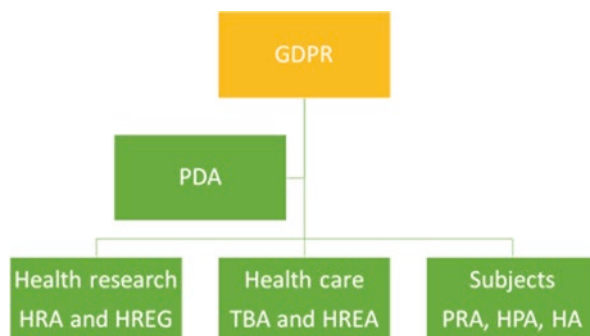 GDPR
PDA
Health research
HRA and HREG
Health care
TBA and HREA
Subjects
PRA, HPA, HA